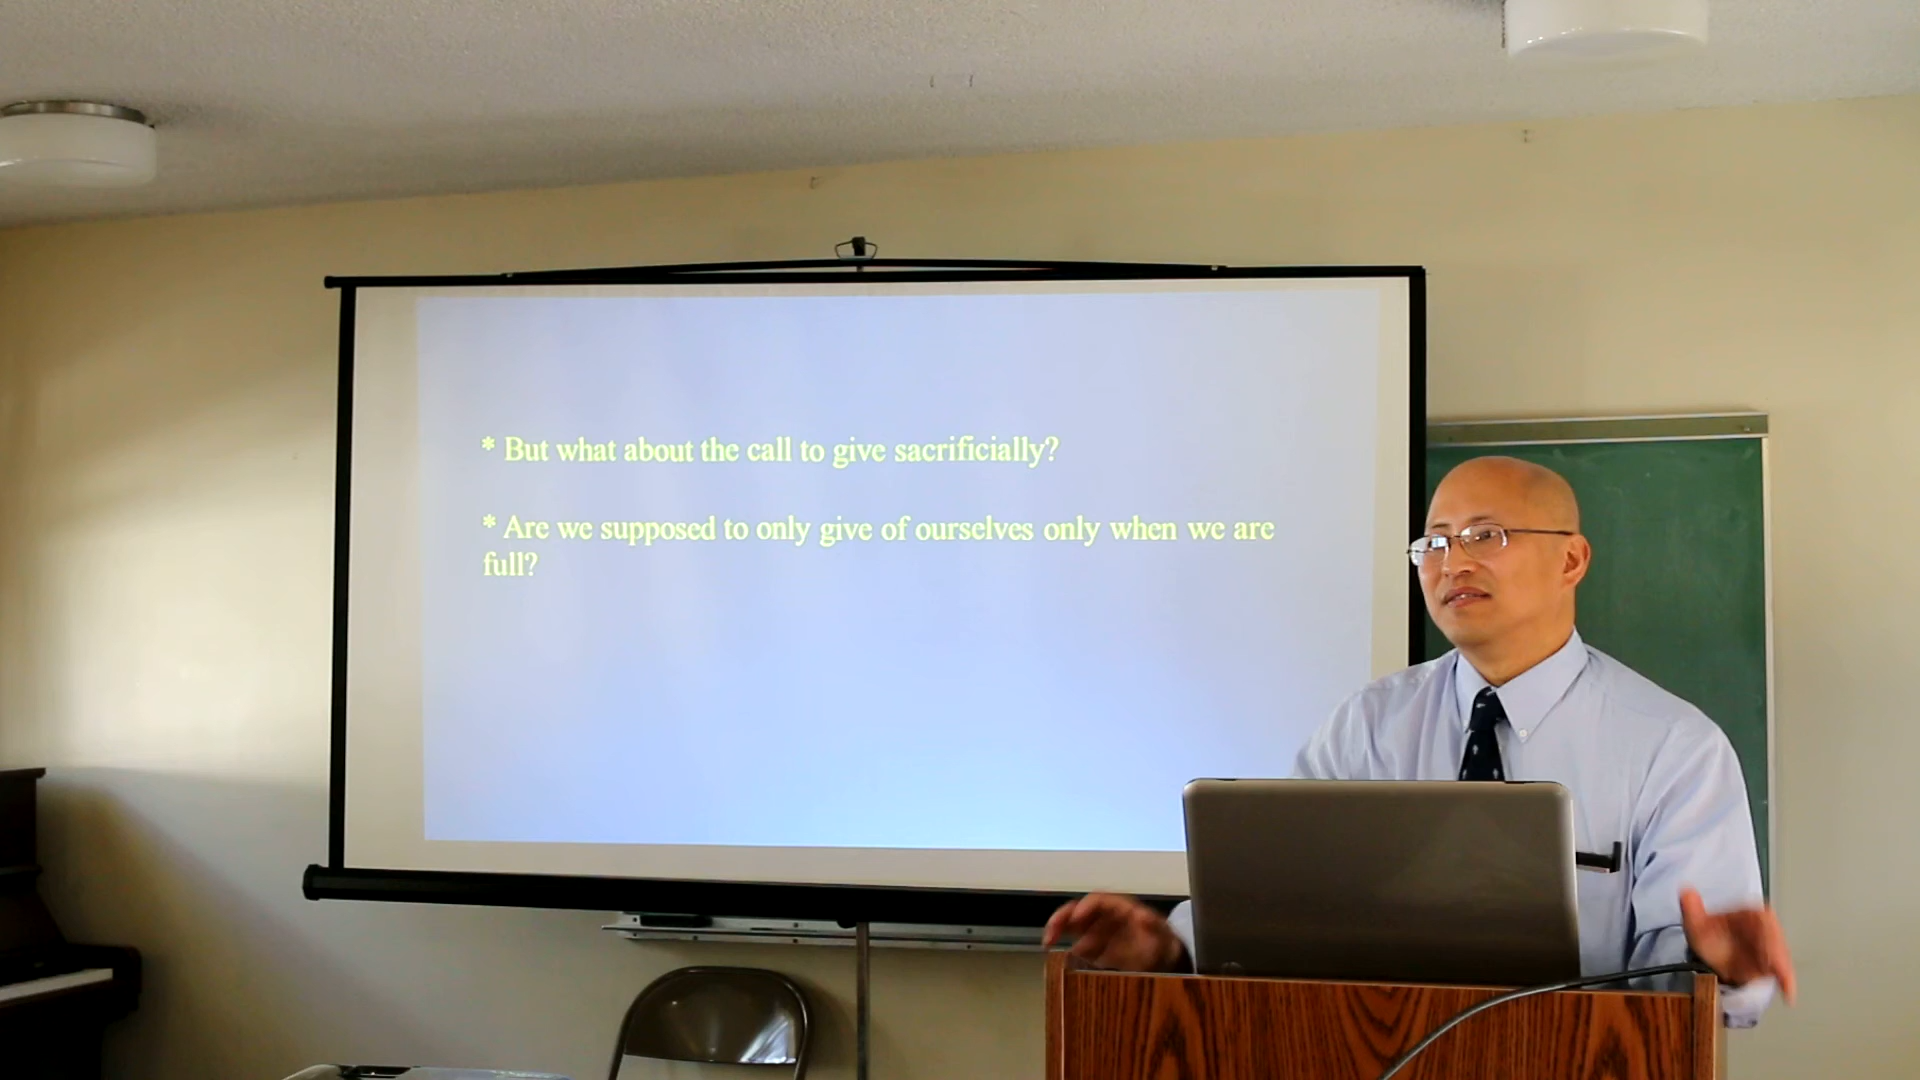 * But what about the call to give sacrificially?
* Are we supposed to only give of ourselves only when we are
full?